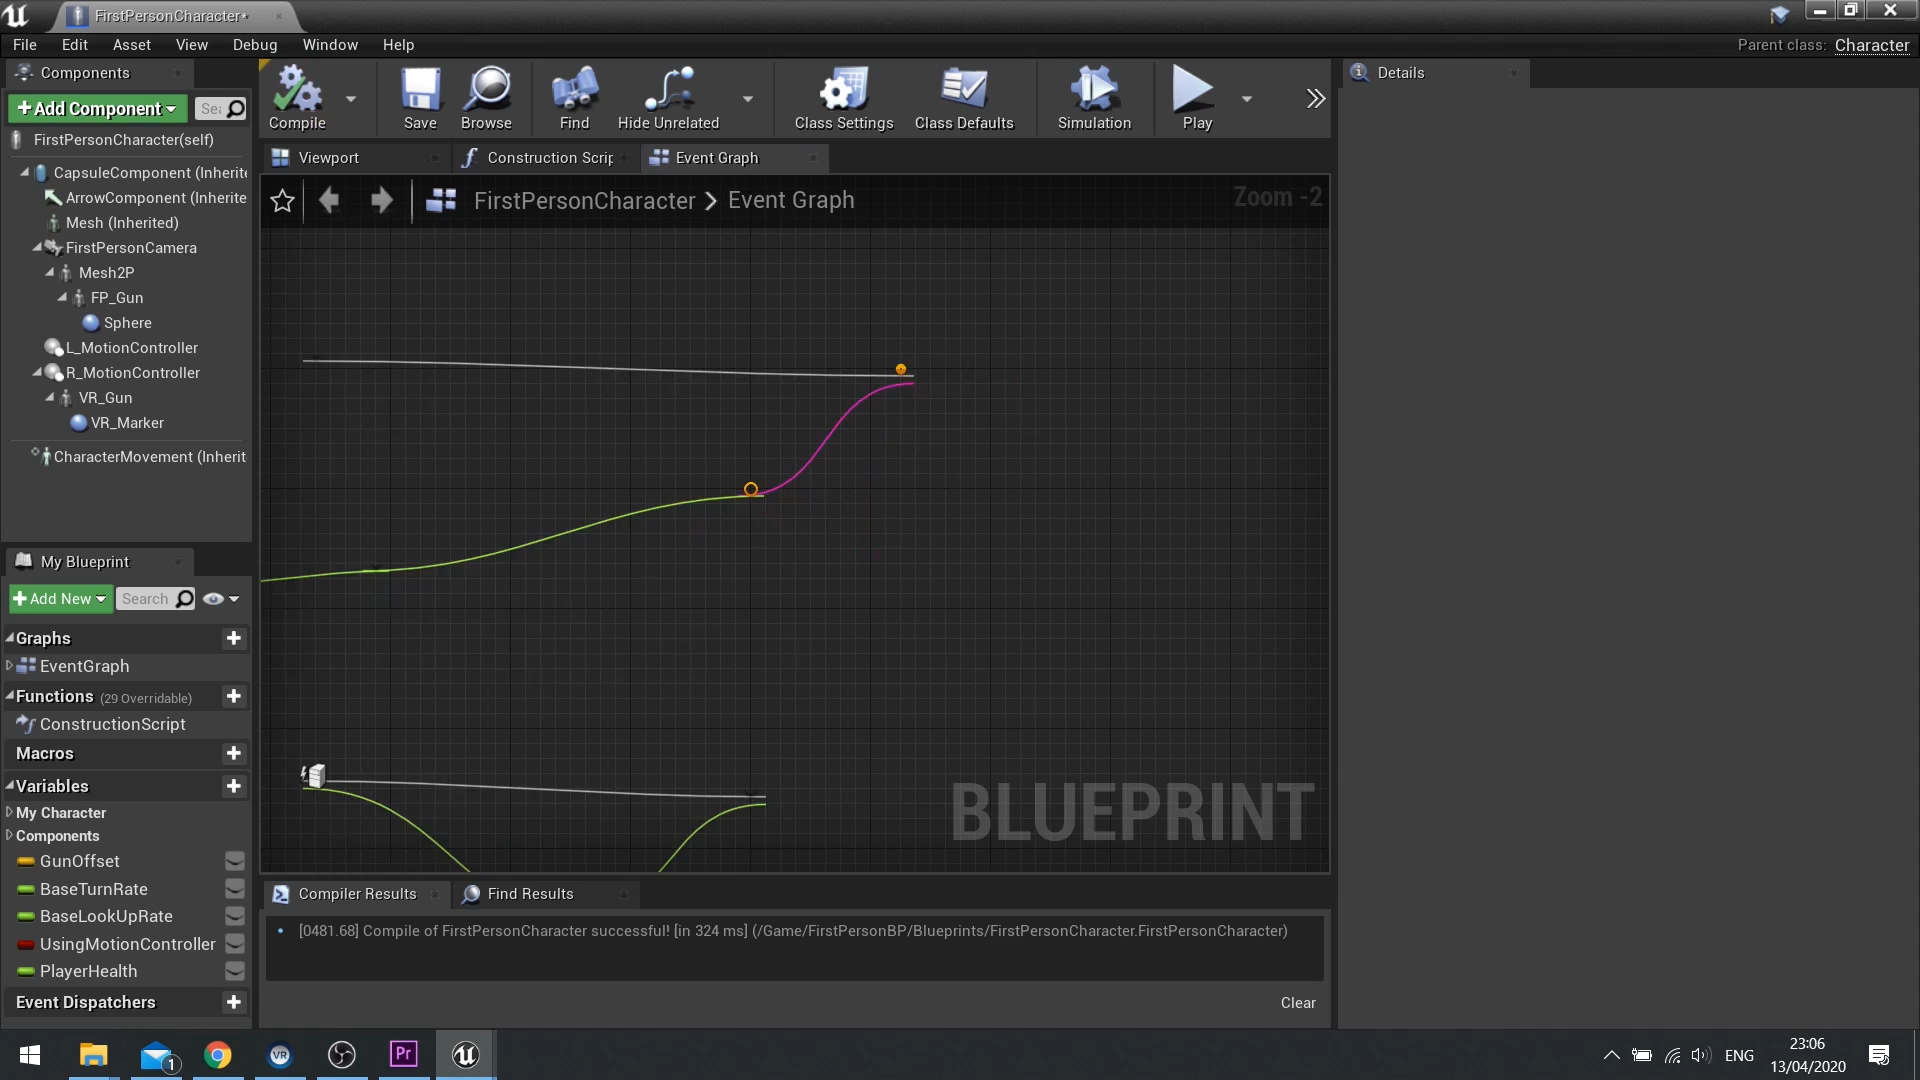 FirstPersonCharacter*
File Edit Asset View Debug Window Help
Parent class: Character
Components
Details
+Add Component
Sea
Compile
Save
Browse
Find
Hide Unrelated
Class Settings
Class Defaults
Simulation
Play
FirstPersonCharacter(self)
CapsuleComponent (Inherite
ArrowComponent (Inherite
Mesh (Inherited)
FirstPersonCamera
Mesh2P
FP_Gun
Sphere
L_MotionController
R_MotionController
VR_Gun
VR_Marker
CharacterMovement (Inherit
Viewport
Construction Scrip
Event Graph
FirstPersonCharacter > Event Graph
Zoom -2
BLUEPRINT
My Blueprint
+Add New
Search
Graphs
EventGraph
Functions (29 Overridable)
ConstructionScript
Macros
Variables
My Character
Components
GunOffset
BaseTurnRate
BaseLookUpRate
UsingMotionController
PlayerHealth
Event Dispatchers
Compiler Results
Find Results
[0481.68] Compile of FirstPersonCharacter successful! [in 324 ms] (/Game/FirstPersonBP/Blueprints/FirstPersonCharacter.FirstPersonCharacter)
Clear
1
VR
Pr
ENG
23:06
13/04/2020